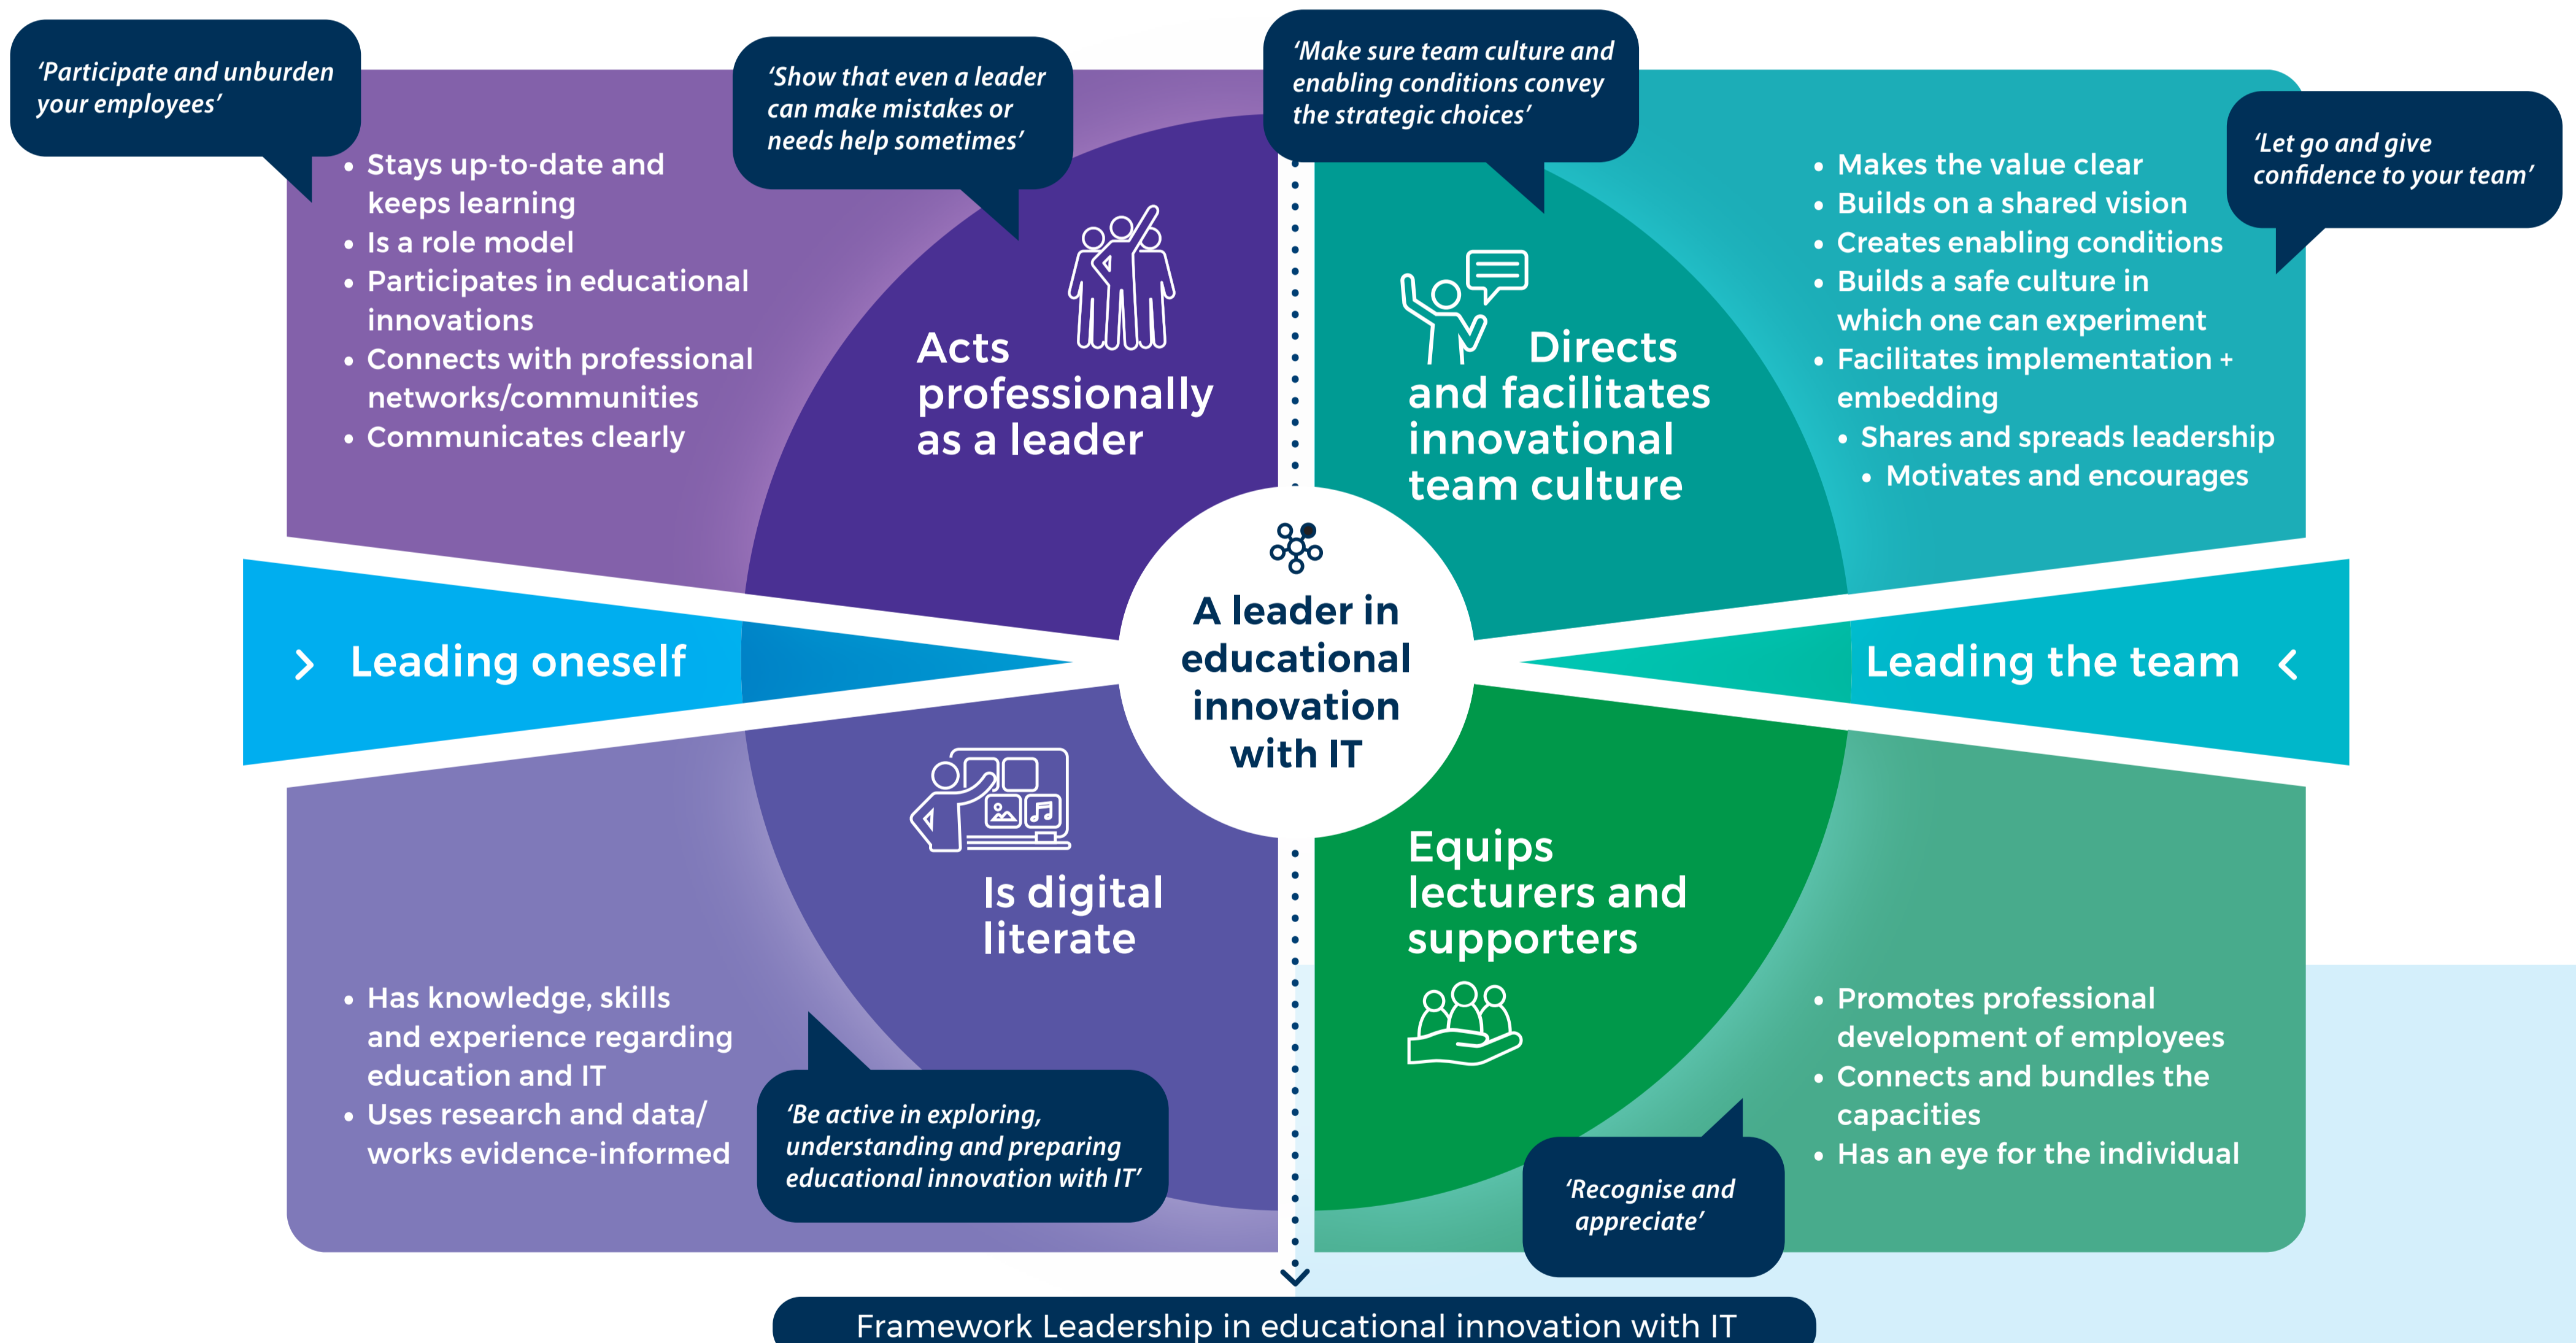 ‘Participate and unburden
your employees’
‘Show that even a leader
can make mistakes or
needs help sometimes’
‘Make sure team culture and
enabling conditions convey
the strategic choices’
‘Let go and give
confidence to your team’
• Stays up-to-date and
keeps learning
• Is a role model
• Participates in educational
innovations
• Connects with professional
networks/communities
• Communicates clearly
Acts
professionally
as a leader
Directs
and facilitates
innovational
team culture
• Makes the value clear
• Builds on a shared vision
• Creates enabling conditions
• Builds a safe culture in
which one can experiment
• Facilitates implementation +
embedding
• Shares and spreads leadership
• Motivates and encourages
Leading oneself
A leader in
educational
innovation
with IT
Leading the team
Is digital
literate
Equips
lecturers and
supporters
• Has knowledge, skills
and experience regarding
education and IT
• Uses research and data/
works evidence-informed
‘Be active in exploring,
understanding and preparing
educational innovation with IT’
‘Recognise and
appreciate’
• Promotes professional
development of employees
• Connects and bundles the
capacities
• Has an eye for the individual
Framework Leadership in educational innovation with IT